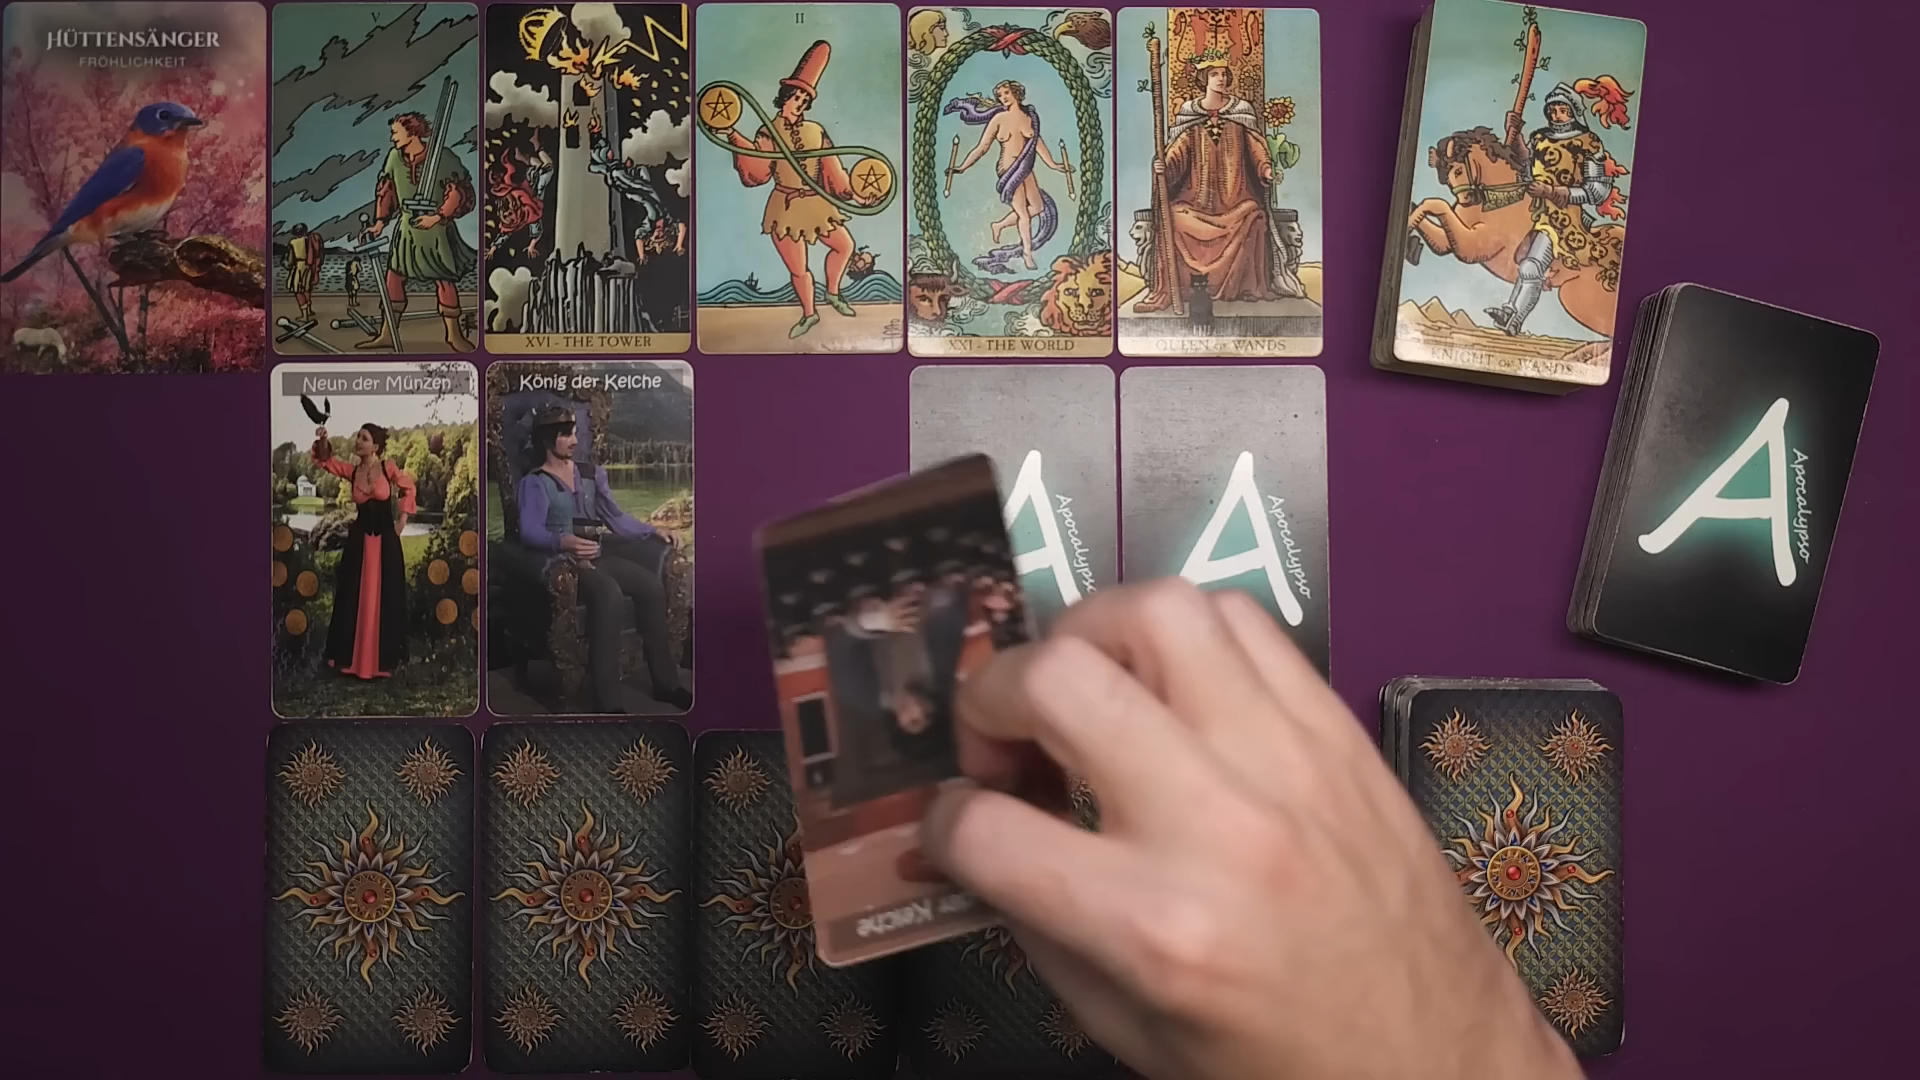 HÜTTENSÄNGER
FRÖHLICHKEIT
V
XVI - THE TOWER
II
XXI - THE WORLD
QUEEN OF WANDS
KNIGHT OF WANDS
Neun der Münzen
König der Kelche
A
Apocalypso
A
Apocalypso
A
Apocalypso
Kelche